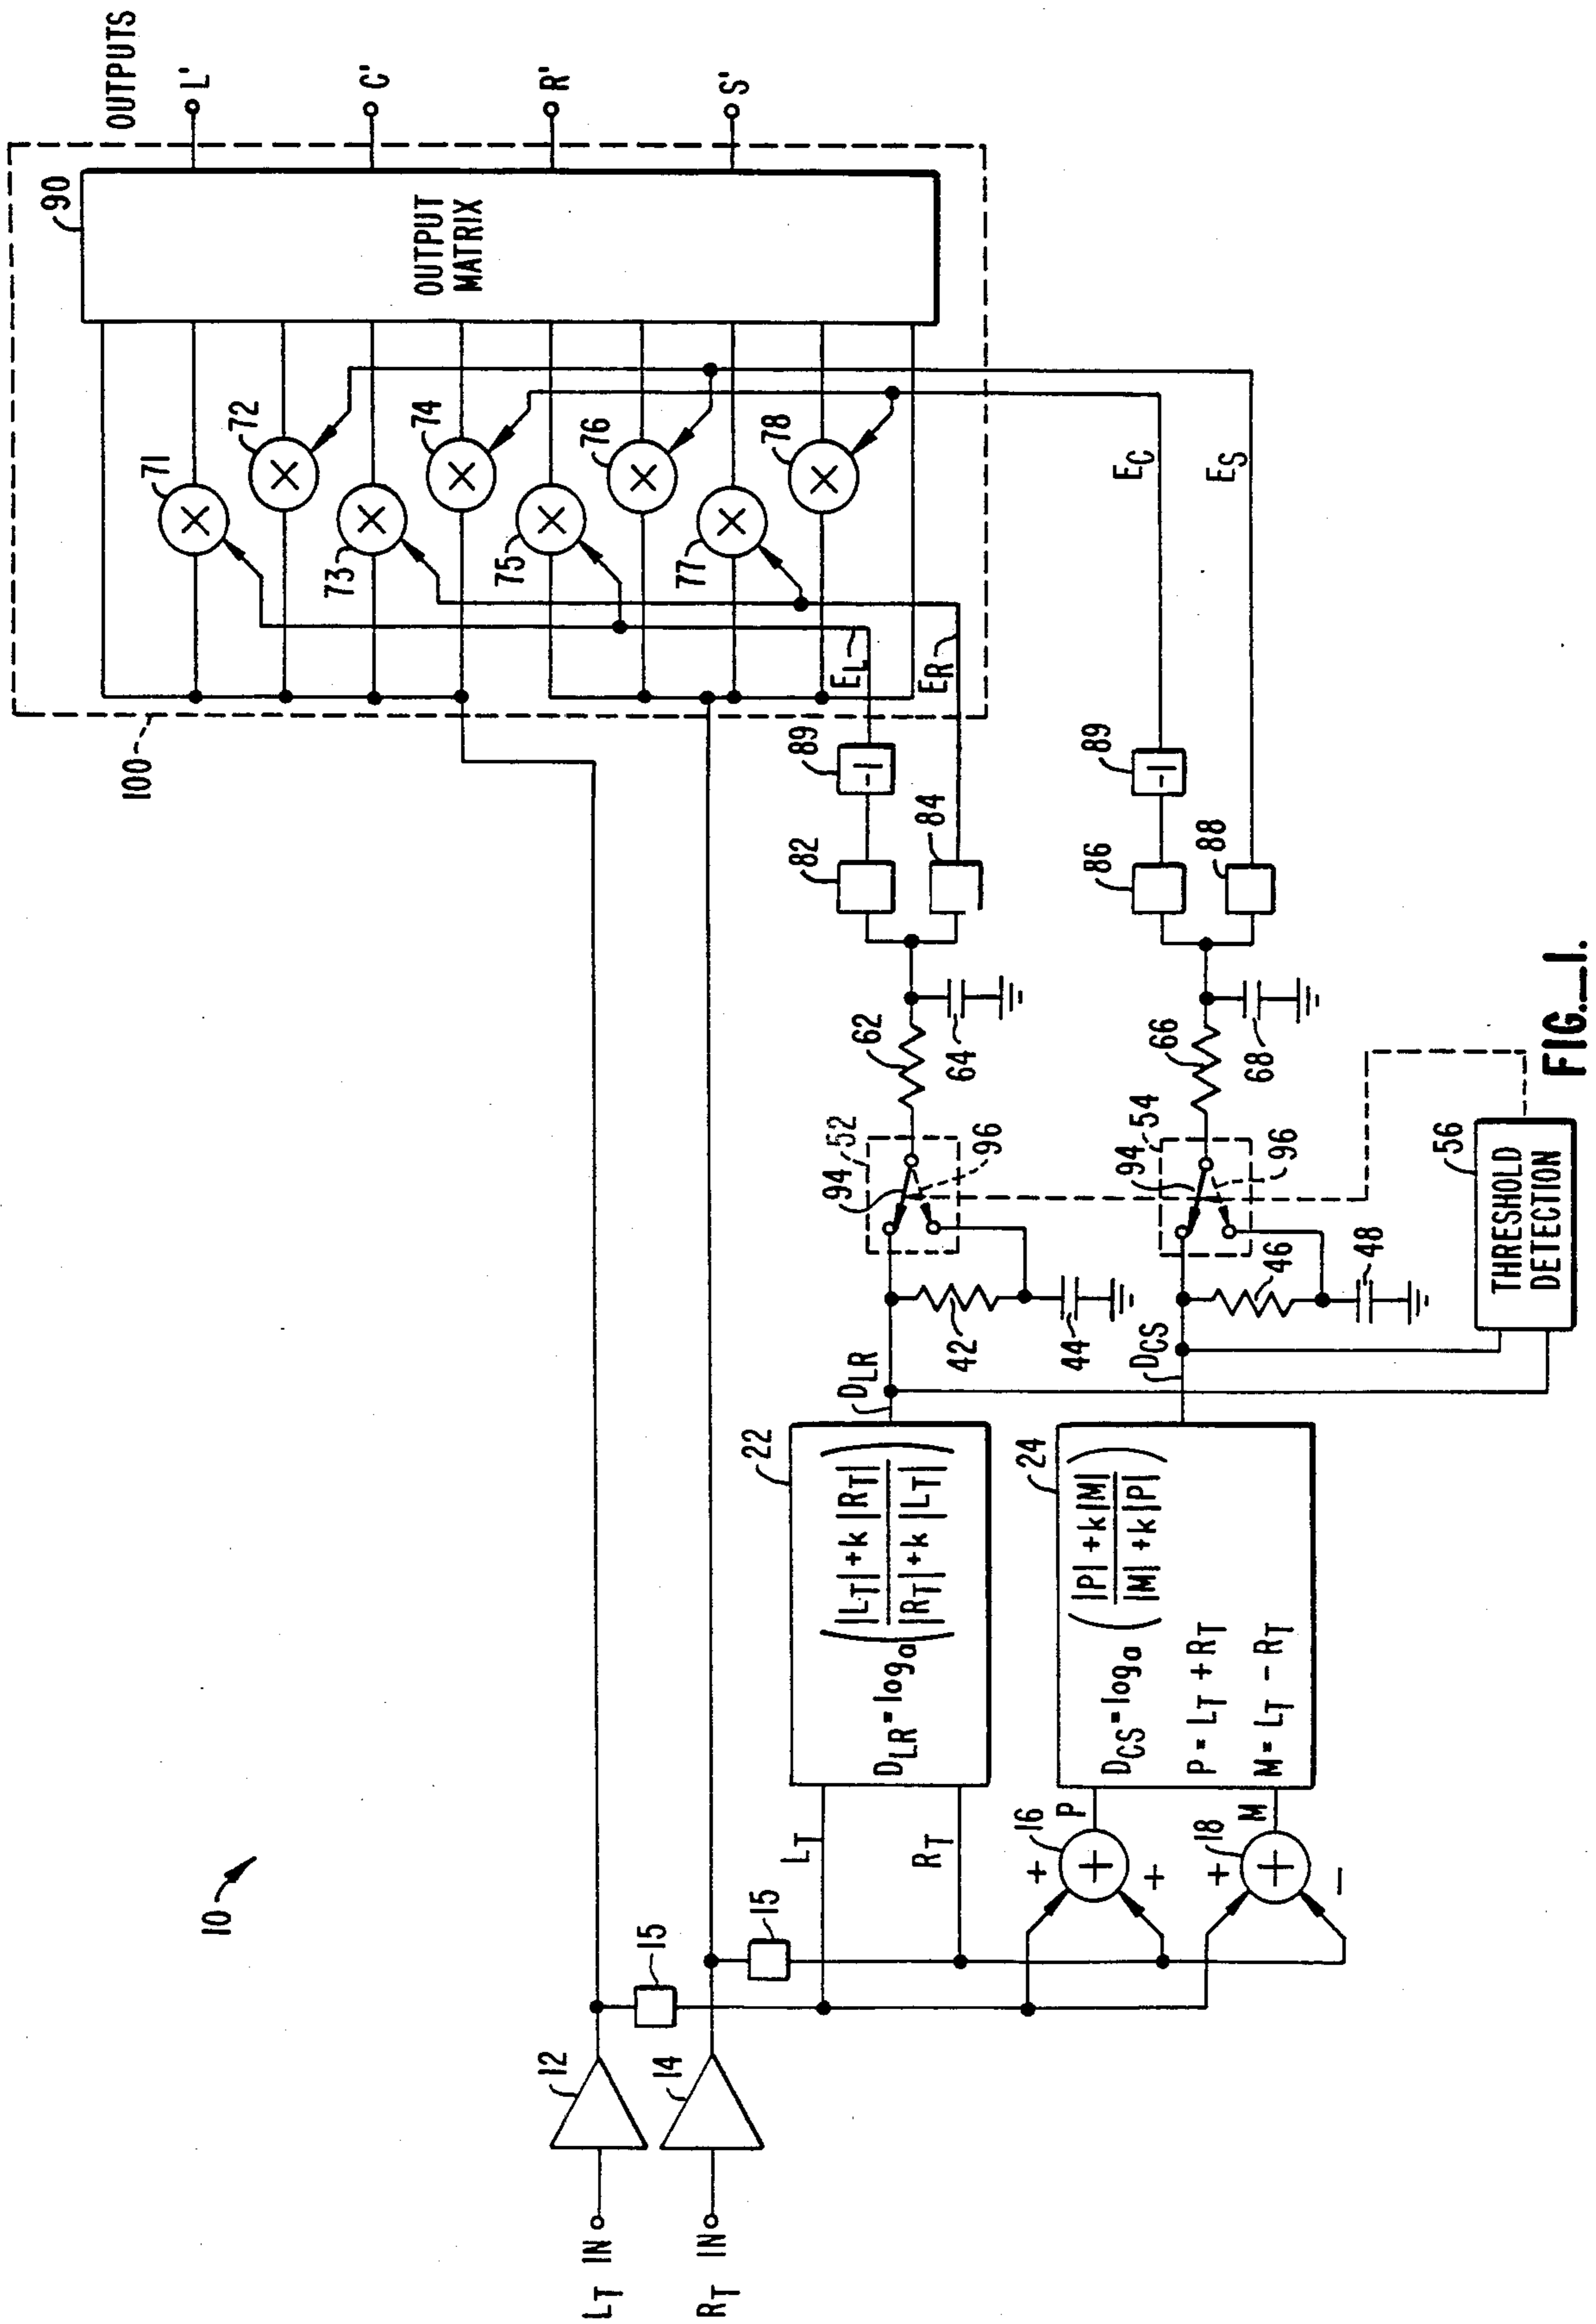 OUTPUTS
90
L'
C'
R'
S'
OUTPUT
MATRIX
71
72
73
74
75
76
77
78
100
E_L
E_R
E_C
E_S
89
89
82
84
86
88
62
64
66
68
94
52
96
94
54
96
42
44
46
48
56
THRESHOLD
DETECTION
D_LR
D_CS
22
D_LR = log_a ( |L_T| + k |R_T| / |R_T| + k |L_T| )
24
D_CS = log_a ( |P| + k |M| / |M| + k |P| )
P = L_T + R_T
M = L_T - R_T
10
15
15
L_T
R_T
16
P
+
+
+
18
M
+
+
−
12
14
L_T IN
R_T IN
-1
-1
FIG._1.